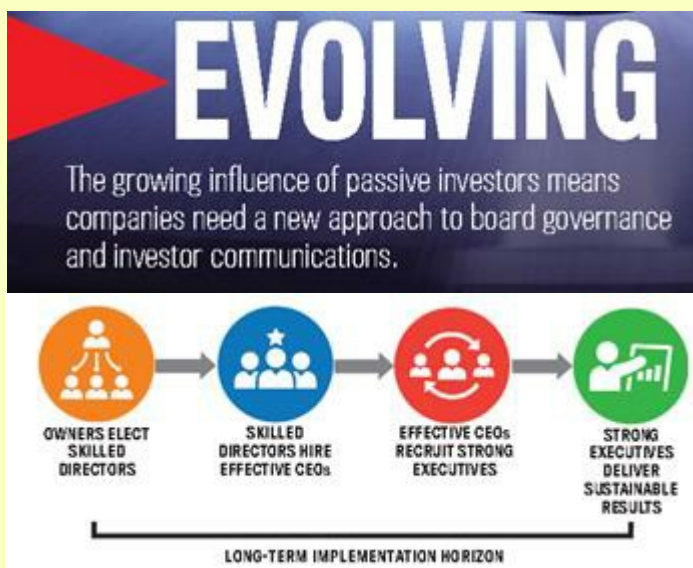 EVOLVING
The growing influence of passive investors means
companies need a new approach to board governance
and investor communications.
OWNERS ELECT
SKILLED
DIRECTORS
SKILLED
DIRECTORS HIRE
EFFECTIVE CEOs
EFFECTIVE CEOs
RECRUIT STRONG
EXECUTIVES
STRONG
EXECUTIVES
DELIVER
SUSTAINABLE
RESULTS
LONG-TERM IMPLEMENTATION HORIZON